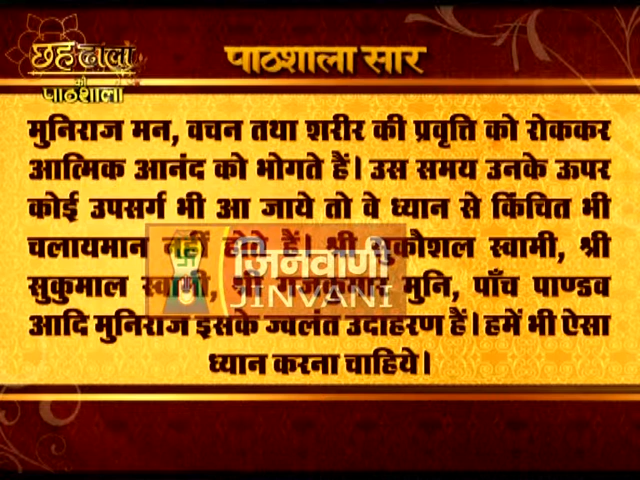 छहढाला
की
पाठशाला
पाठशाला सार
मुनिराज मन, वचन तथा शरीर की प्रवृत्ति को रोककर
आत्मिक आनंद को भोगते हैं। उस समय उनके ऊपर
कोई उपसर्ग भी आ जाये तो वे ध्यान से किंचित भी
चलायमान नहीं होते हैं। श्री सुकौशल स्वामी, श्री
सुकुमाल स्वामी, श्री मुनि, पाँच पाण्डव
आदि मुनिराज इसके ज्वलंत उदाहरण हैं। हमें भी ऐसा
ध्यान करना चाहिये।
जिनवाणी
JINVANI